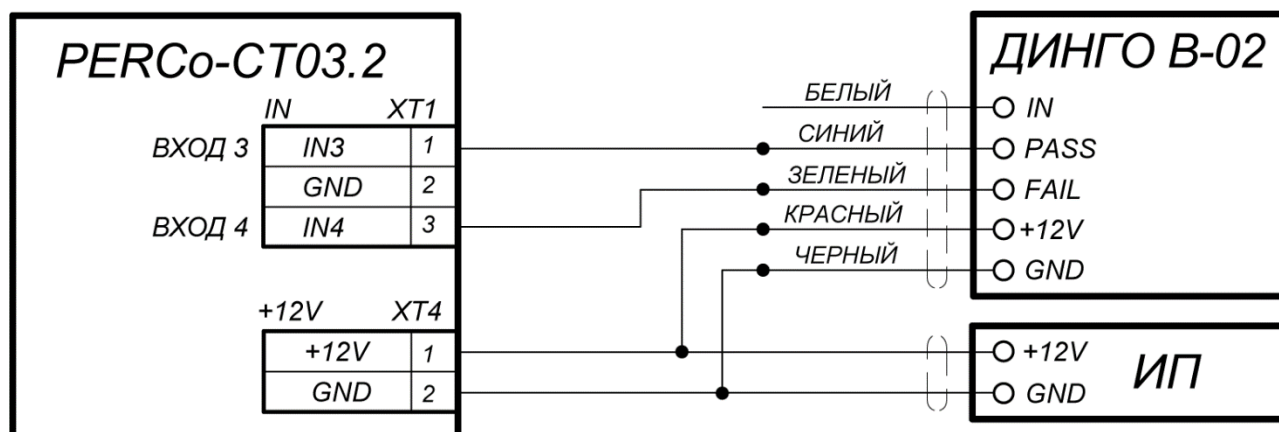 PERCo-CT03.2
IN XT1
ВХОД 3 IN3 1
GND 2
ВХОД 4 IN4 3
+12V XT4
+12V 1
GND 2
БЕЛЫЙ
СИНИЙ
ЗЕЛЕНЫЙ
КРАСНЫЙ
ЧЕРНЫЙ
ДИНГО В-02
IN
PASS
FAIL
+12V
GND
+12V
GND
ИП